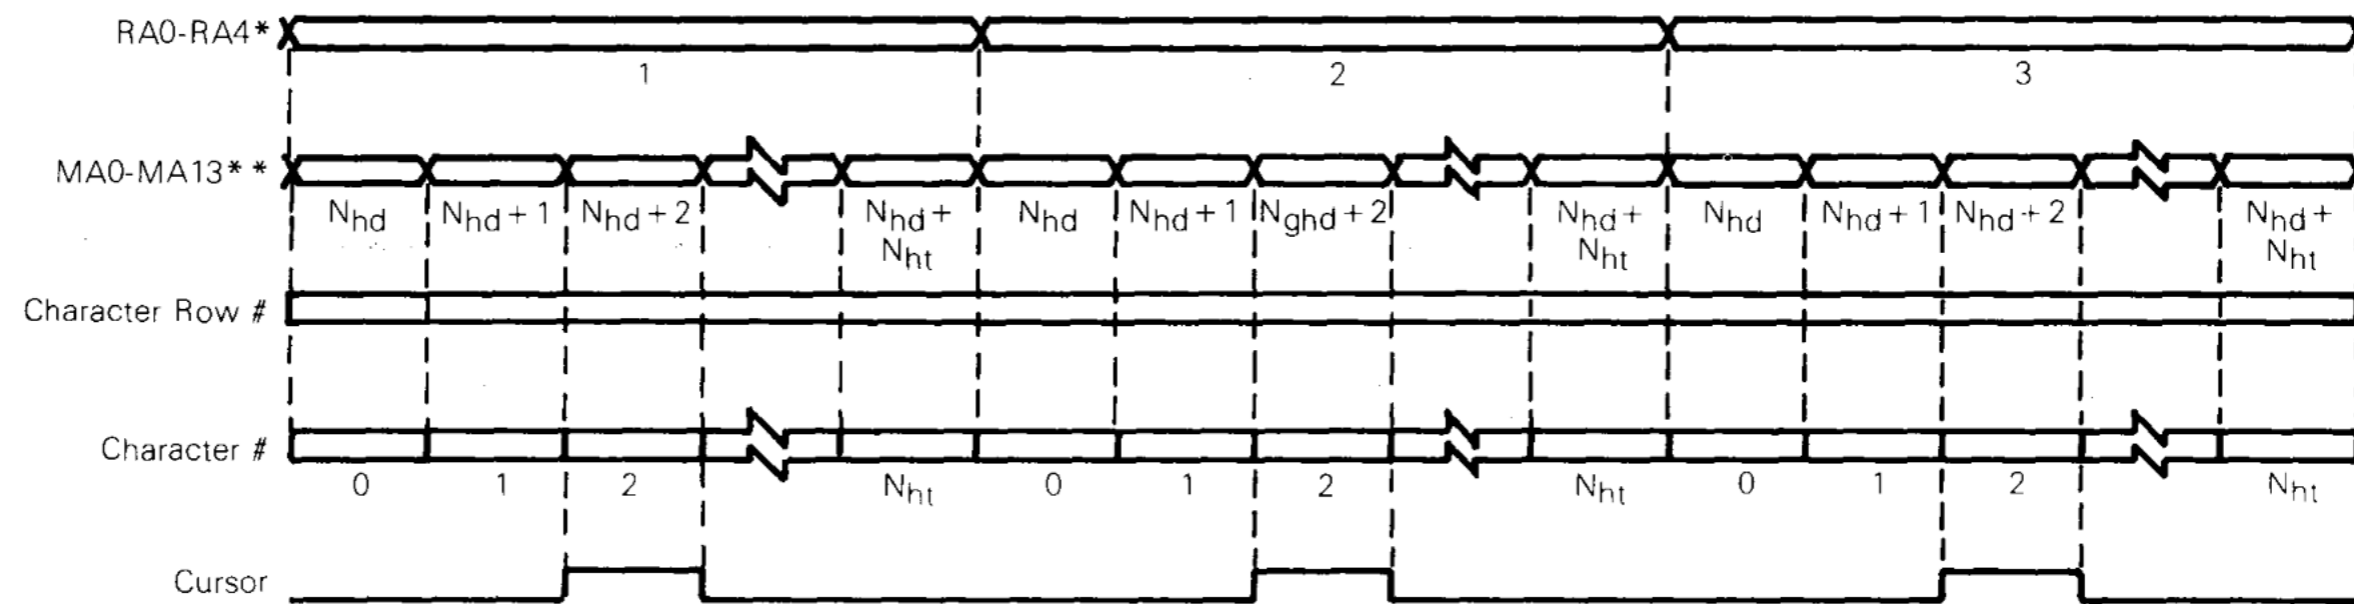 RA0-RA4*
1 2 3
MA0-MA13**
Nhd Nhd + 1 Nhd + 2 Nhd + Nht Nhd Nhd + 1 Nghd + 2 Nhd + Nht Nhd Nhd + 1 Nhd + 2 Nhd + Nht
Character Row #
Character #
0 1 2 Nht 0 1 2 Nht 0 1 2 Nht
Cursor